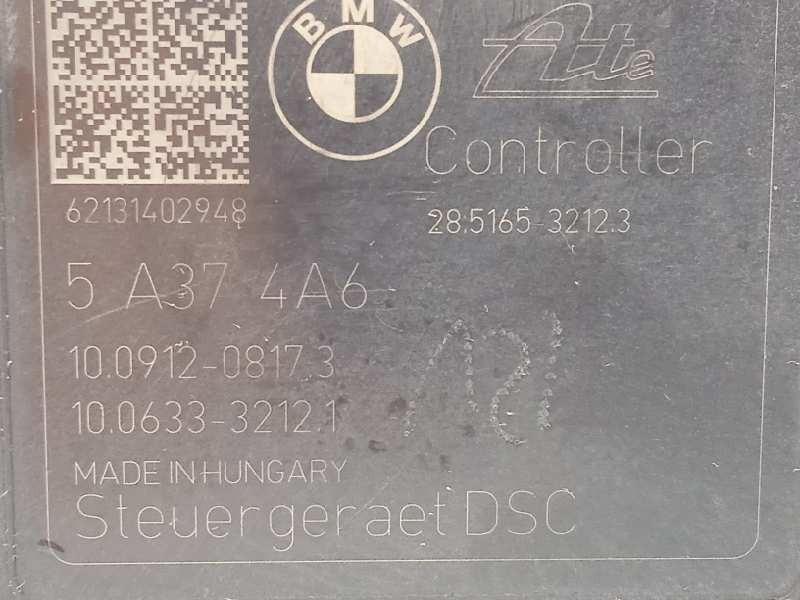 BMW
Ate
Controller
62131402948
28.5165-3212.3
5 A37 4A6
10.0912-0817.3
10.0633-3212.1
MADE IN HUNGARY
Steuergeraet DSC